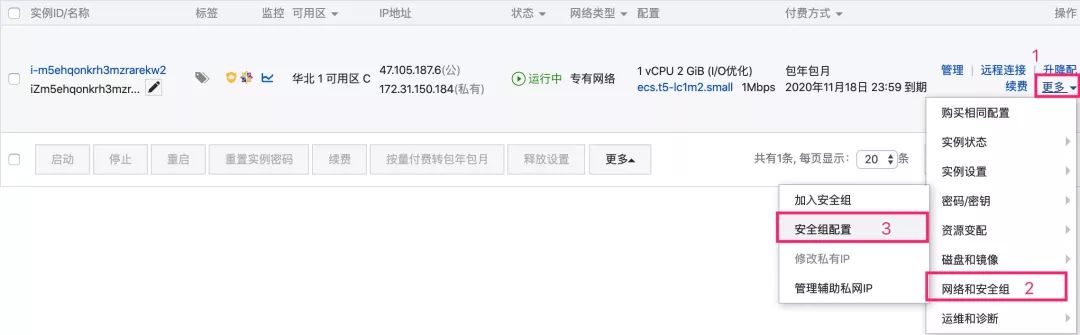 实例ID/名称 标签 监控 可用区 IP地址 状态 网络类型 配置 付费方式 操作
1
i-m5ehqonkrh3mzrarekw2 47.105.187.6(公) 1 vCPU 2 GiB (I/O优化) 包年包月 管理 远程连接 升降配
iZm5ehqonkrh3mzr... 华北 1 可用区 C 172.31.150.184(私有) 运行中 专有网络 ecs.t5-lc1m2.small 1Mbps 2020年11月18日 23:59 到期 续费 更多
购买相同配置
启动 停止 重启 重置实例密码 续费 按量付费转包年包月 释放设置 更多 共有1条, 每页显示: 20 条
实例状态
实例设置
加入安全组 密码/密钥
安全组配置 3 资源变配
修改私有IP 磁盘和镜像
管理辅助私网IP 网络和安全组 2
运维和诊断